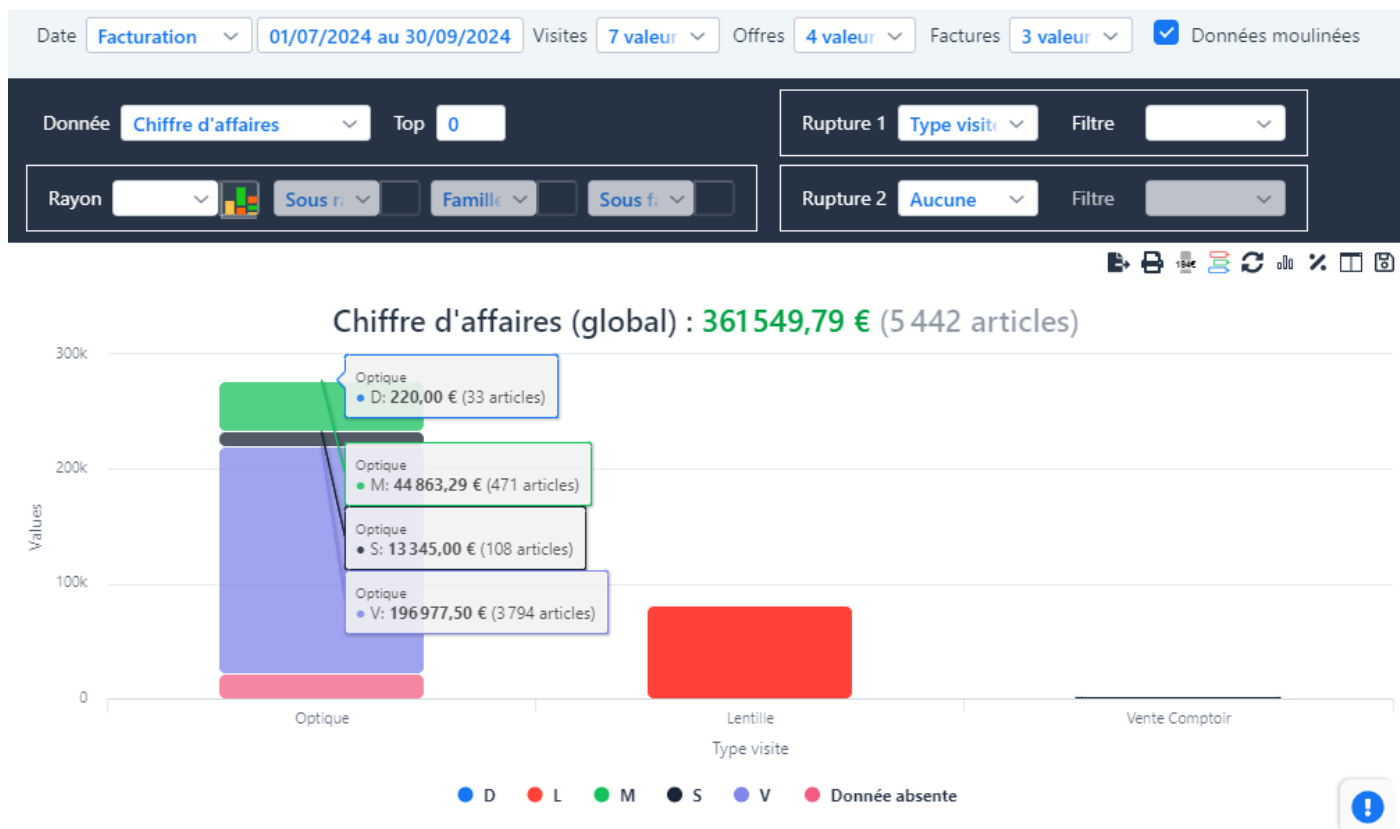 Date Facturation 01/07/2024 au 30/09/2024 Visites 7 valeur Offres 4 valeur Factures 3 valeur Données moulinées
Donnée Chiffre d'affaires Top 0 Rupture 1 Type visite Filtre
Rayon Sous ra Famille Sous fa Rupture 2 Aucune Filtre
194€
Chiffre d'affaires (global) : 361 549,79 € (5 442 articles)
300k
Optique
• D: 220,00 € (33 articles)
Optique
200k
• M: 44 863,29 € (471 articles)
Values
Optique
• S: 13 345,00 € (108 articles)
100k
Optique
• V: 196 977,50 € (3 794 articles)
0
Optique Lentille Vente Comptoir
Type visite
D L M S V Donnée absente